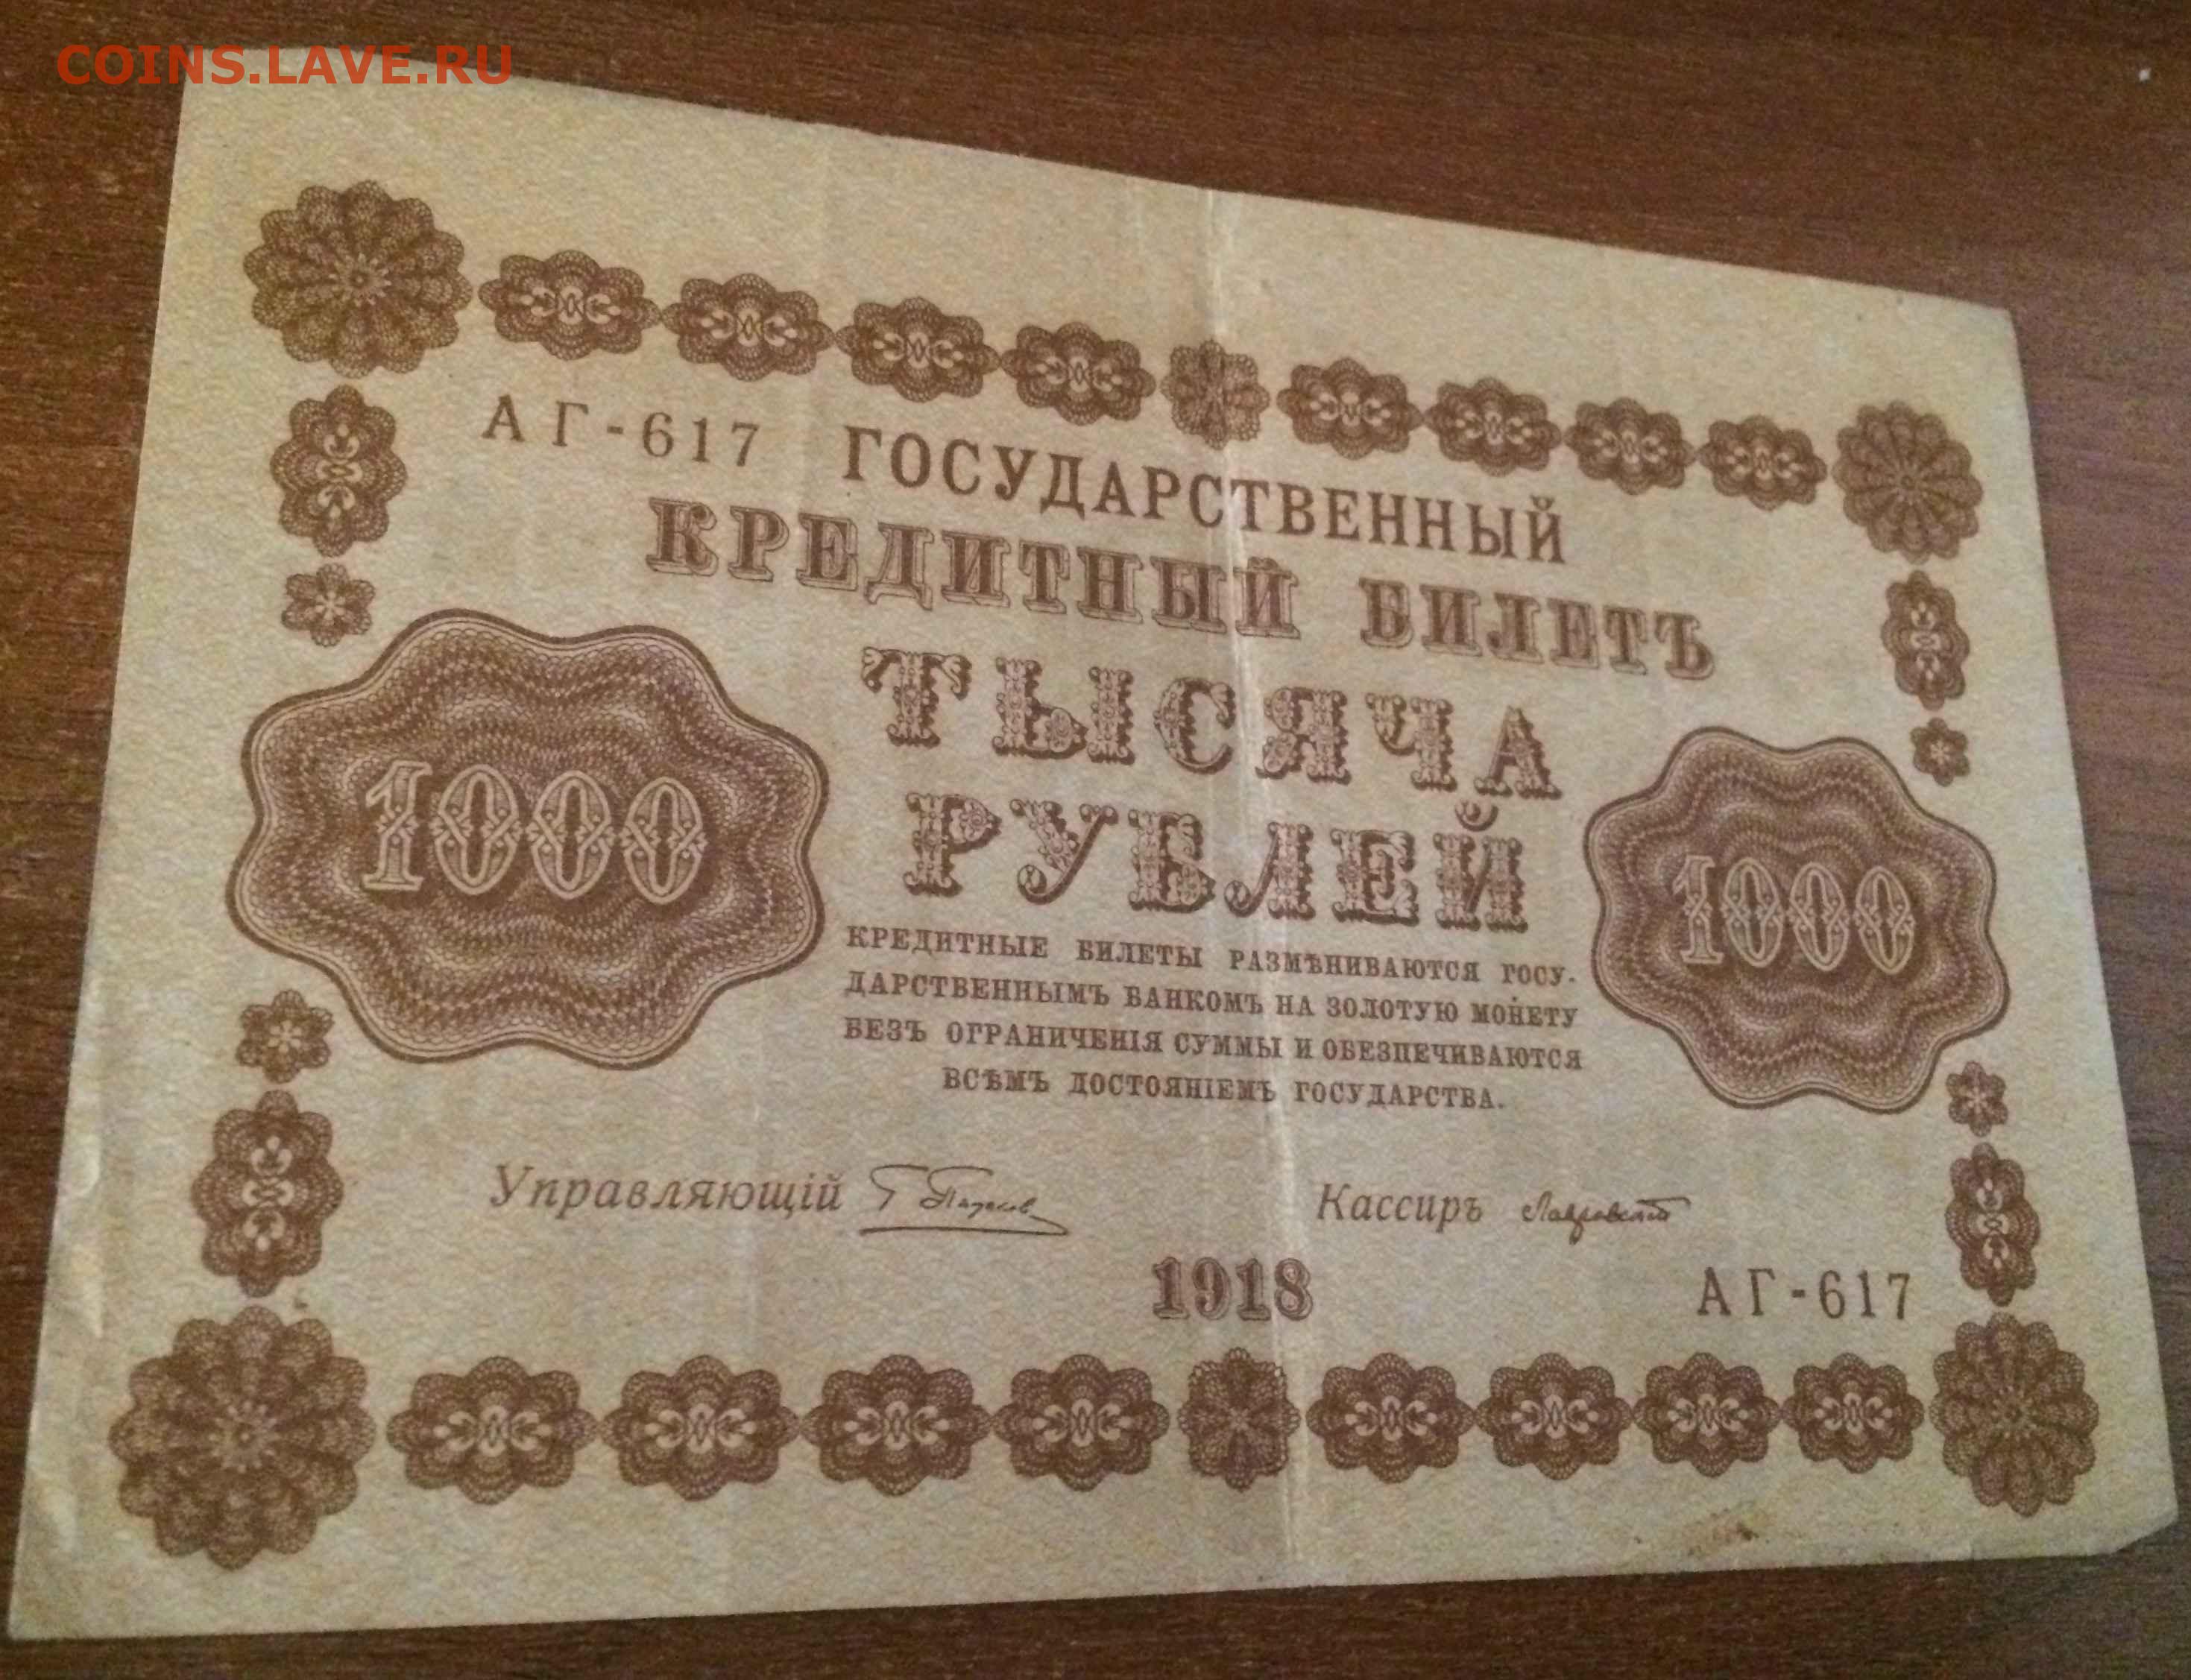 COINS.LAVE.RU
АГ-617 ГОСУДАРСТВЕННЫЙ
КРЕДИТНЫЙ БИЛЕТЪ
ТЫСЯЧА
РУБЛЕЙ
1000
1000
КРЕДИТНЫЕ БИЛЕТЫ РАЗМѢНИВАЮТСЯ ГОСУ-
ДАРСТВЕННЫМЪ БАНКОМЪ НА ЗОЛОТУЮ МОНЕТУ
БЕЗЪ ОГРАНИЧЕНІЯ СУММЫ И ОБЕЗПЕЧИВАЮТСЯ
ВСѢМЪ ДОСТОЯНІЕМЪ ГОСУДАРСТВА.
Управляющій Г Пятаков Кассиръ
1918
АГ-617